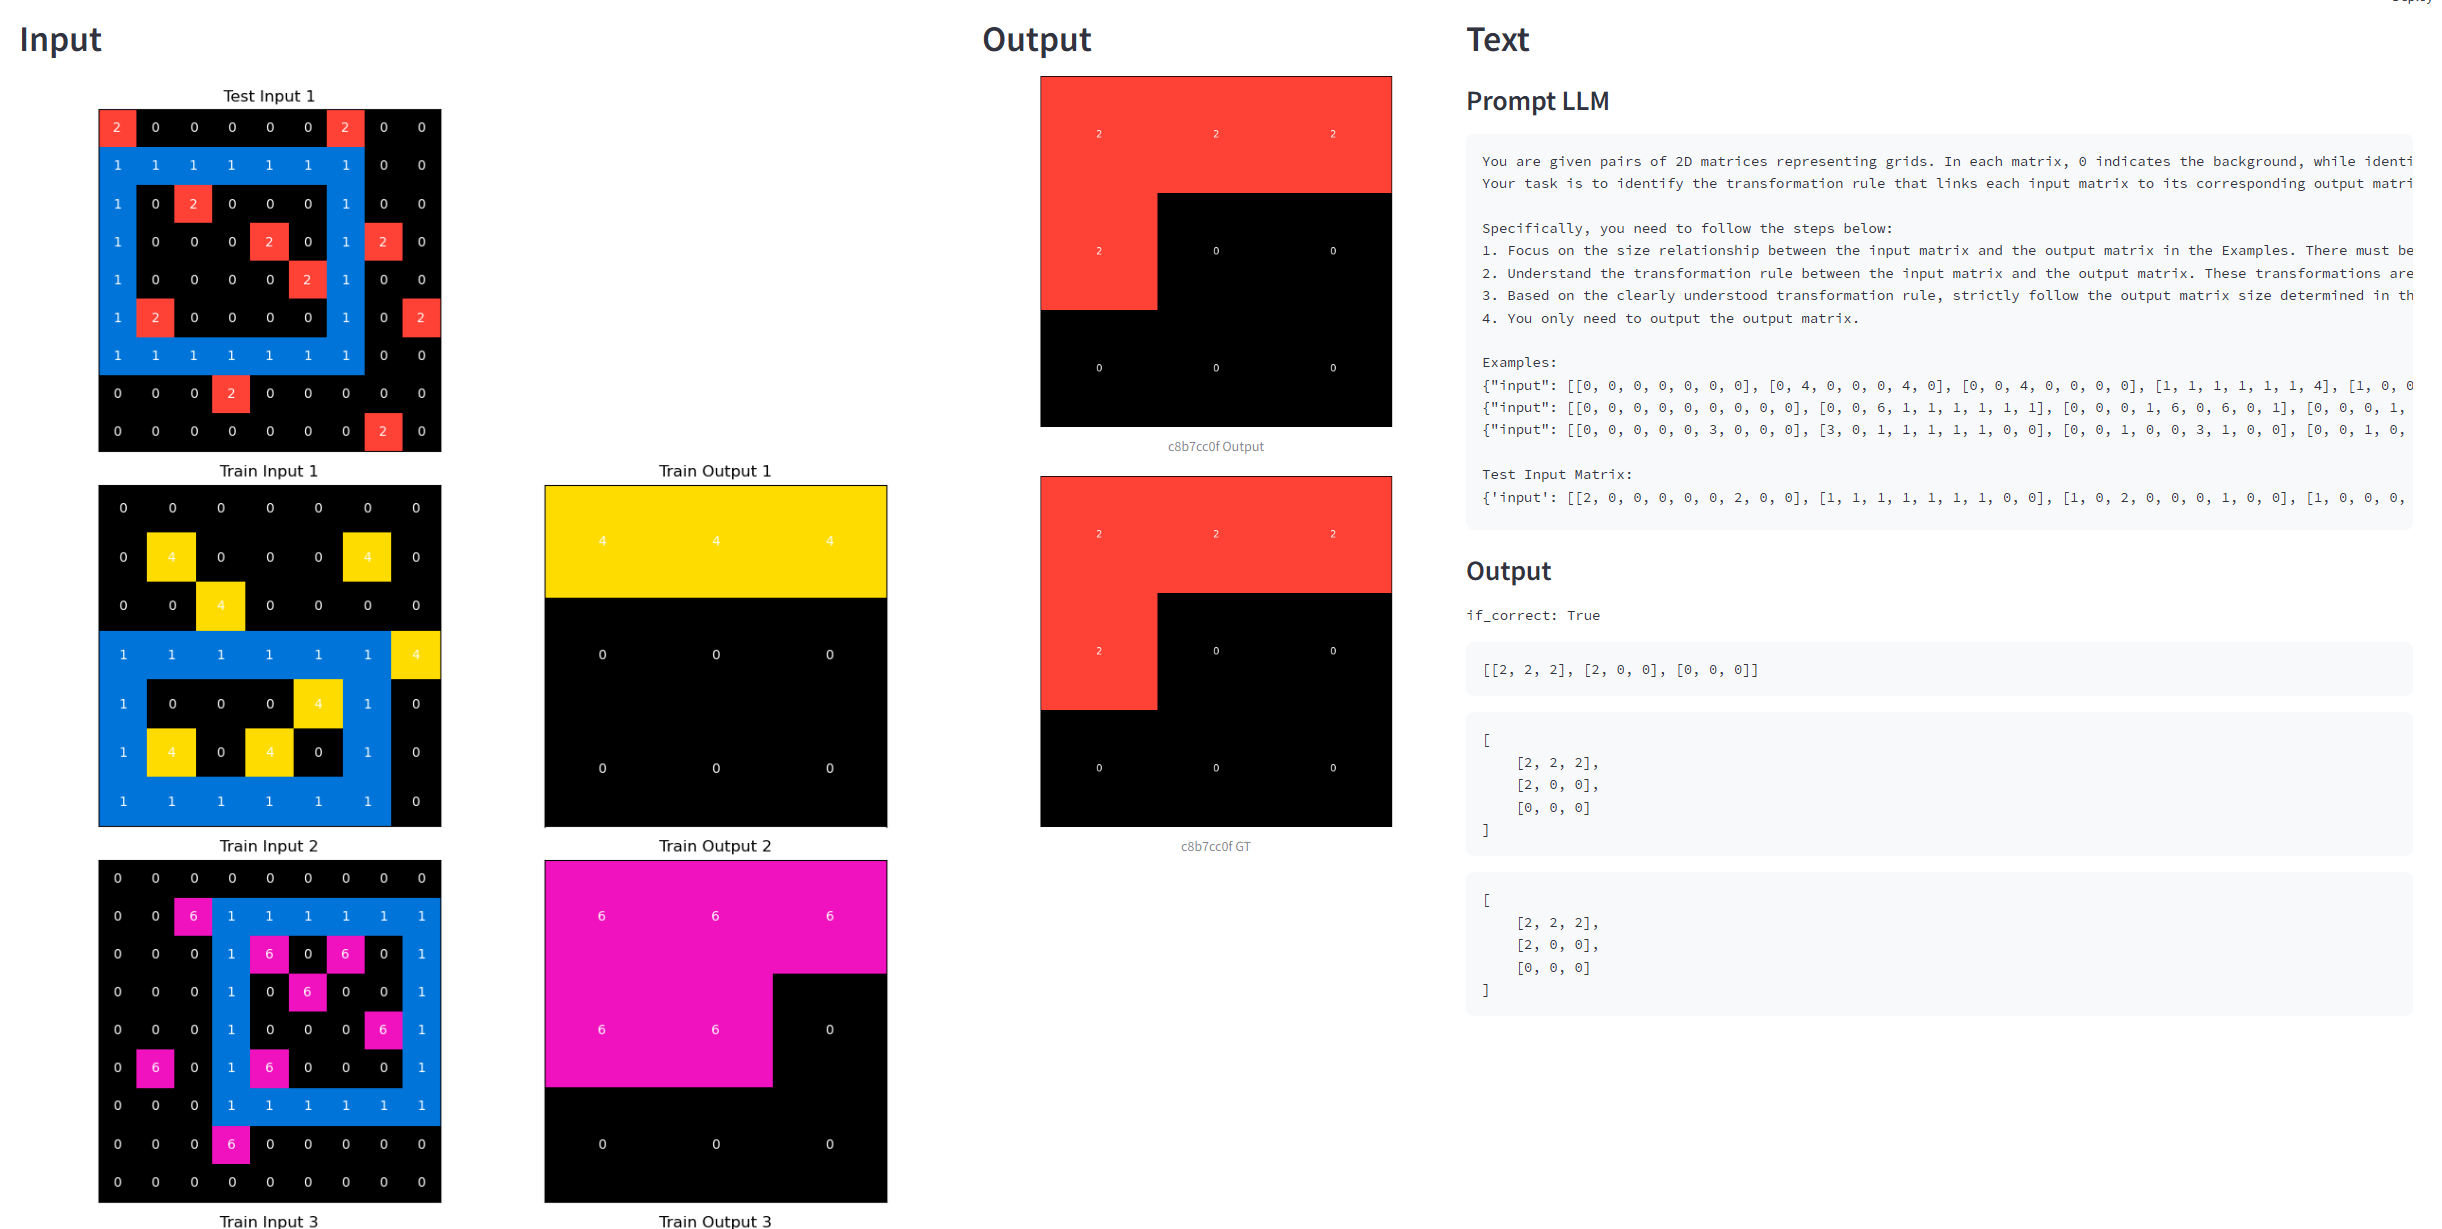 Input
Test Input 1
2 0 0 0 0 0 2 0 0
1 1 1 1 1 1 1 0 0
1 0 2 0 0 0 1 0 0
1 0 0 0 2 0 1 2 0
1 0 0 0 0 2 1 0 0
1 2 0 0 0 0 1 0 2
1 1 1 1 1 1 1 0 0
0 0 0 2 0 0 0 0 0
0 0 0 0 0 0 0 2 0
Train Input 1
0 0 0 0 0 0 0
0 4 0 0 0 4 0
0 0 4 0 0 0 0
1 1 1 1 1 1 4
1 0 0 0 4 1 0
1 4 0 4 0 1 0
1 1 1 1 1 1 0
Train Output 1
4 4 4
0 0 0
0 0 0
Train Input 2
0 0 0 0 0 0 0 0 0
0 0 6 1 1 1 1 1 1
0 0 0 1 6 0 6 0 1
0 0 0 1 0 6 0 0 1
0 0 0 1 0 0 0 6 1
0 6 0 1 6 0 0 0 1
0 0 0 1 1 1 1 1 1
0 0 0 6 0 0 0 0 0
0 0 0 0 0 0 0 0 0
Train Output 2
6 6 6
6 6 0
0 0 0
Train Input 3
Train Output 3
Output
2 2 2
2 0 0
0 0 0
c8b7cc0f Output
2 2 2
2 0 0
0 0 0
c8b7cc0f GT
Text
Prompt LLM
You are given pairs of 2D matrices representing grids. In each matrix, 0 indicates the background, while identi
Your task is to identify the transformation rule that links each input matrix to its corresponding output matri
Specifically, you need to follow the steps below:
1. Focus on the size relationship between the input matrix and the output matrix in the Examples. There must be
2. Understand the transformation rule between the input matrix and the output matrix. These transformations are
3. Based on the clearly understood transformation rule, strictly follow the output matrix size determined in th
4. You only need to output the output matrix.
Examples:
{"input": [[0, 0, 0, 0, 0, 0, 0], [0, 4, 0, 0, 0, 4, 0], [0, 0, 4, 0, 0, 0, 0], [1, 1, 1, 1, 1, 1, 4], [1, 0, 0
{"input": [[0, 0, 0, 0, 0, 0, 0, 0, 0], [0, 0, 6, 1, 1, 1, 1, 1, 1], [0, 0, 0, 1, 6, 0, 6, 0, 1], [0, 0, 0, 1,
{"input": [[0, 0, 0, 0, 0, 3, 0, 0, 0], [3, 0, 1, 1, 1, 1, 1, 0, 0], [0, 0, 1, 0, 0, 3, 1, 0, 0], [0, 0, 1, 0,
Test Input Matrix:
{'input': [[2, 0, 0, 0, 0, 0, 2, 0, 0], [1, 1, 1, 1, 1, 1, 1, 0, 0], [1, 0, 2, 0, 0, 0, 1, 0, 0], [1, 0, 0, 0,
Output
if_correct: True
[[2, 2, 2], [2, 0, 0], [0, 0, 0]]
[
[2, 2, 2],
[2, 0, 0],
[0, 0, 0]
]
[
[2, 2, 2],
[2, 0, 0],
[0, 0, 0]
]